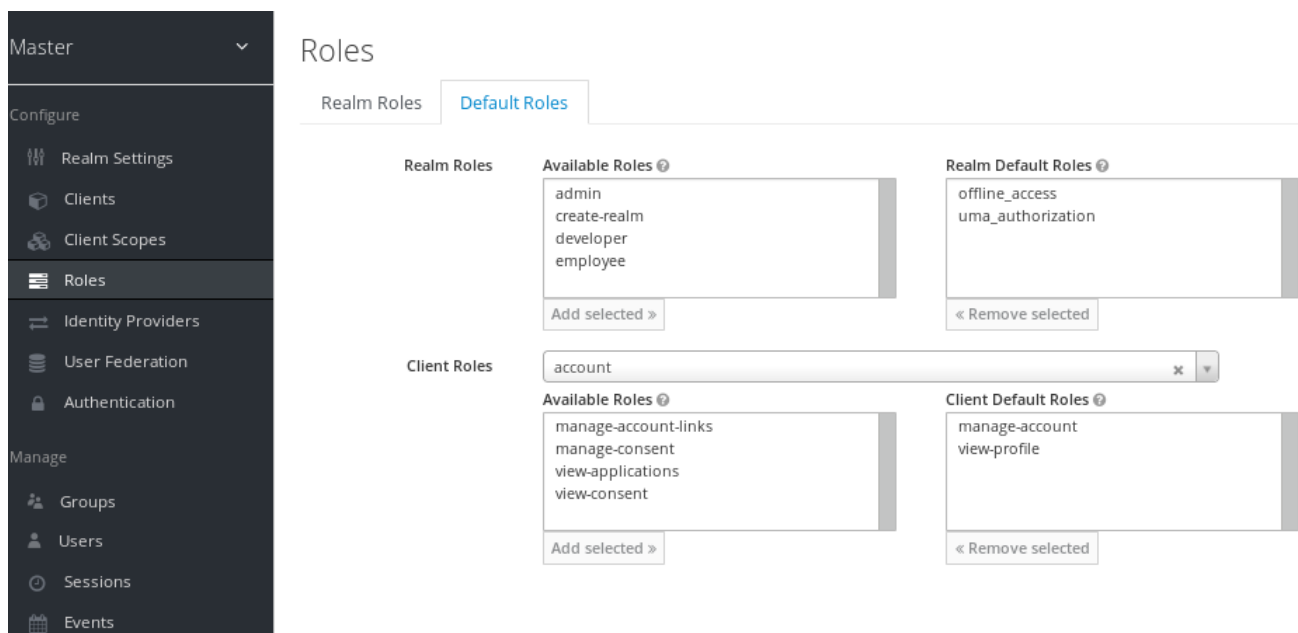 Master
Configure
Realm Settings
Clients
Client Scopes
Roles
Identity Providers
User Federation
Authentication
Manage
Groups
Users
Sessions
Events
Roles
Realm Roles
Default Roles
Realm Roles
Available Roles
admin
create-realm
developer
employee
Add selected »
Realm Default Roles
offline_access
uma_authorization
« Remove selected
Client Roles
account
Available Roles
manage-account-links
manage-consent
view-applications
view-consent
Add selected »
Client Default Roles
manage-account
view-profile
« Remove selected